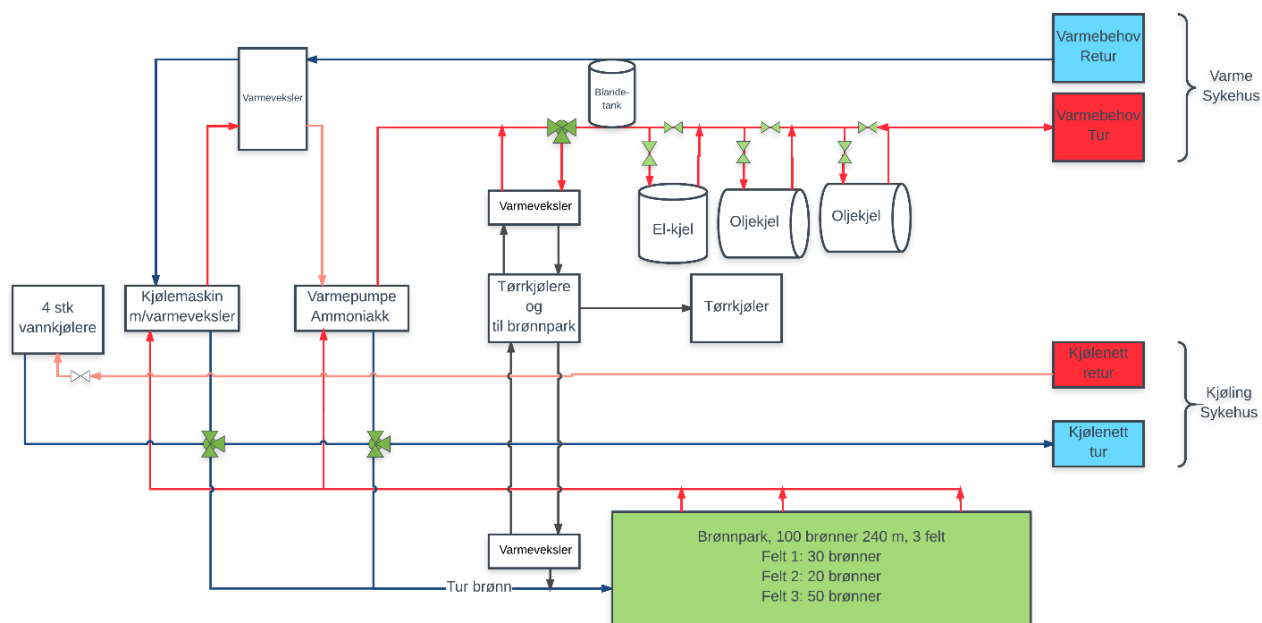 Varmebehov
Retur
Varme
Sykehus
Varmeveksler
Blande-
tank
Varmebehov
Tur
Varmeveksler
El-kjel
Oljekjel
Oljekjel
4 stk
vannkjølere
Kjølemaskin
m/varmeveksler
Varmepumpe
Ammoniakk
Tørrkjølere
og
til brønnpark
Tørrkjøler
Kjølenett
retur
Kjøling
Sykehus
Kjølenett
tur
Varmeveksler
Tur brønn
Brønnpark, 100 brønner 240 m, 3 felt
Felt 1: 30 brønner
Felt 2: 20 brønner
Felt 3: 50 brønner